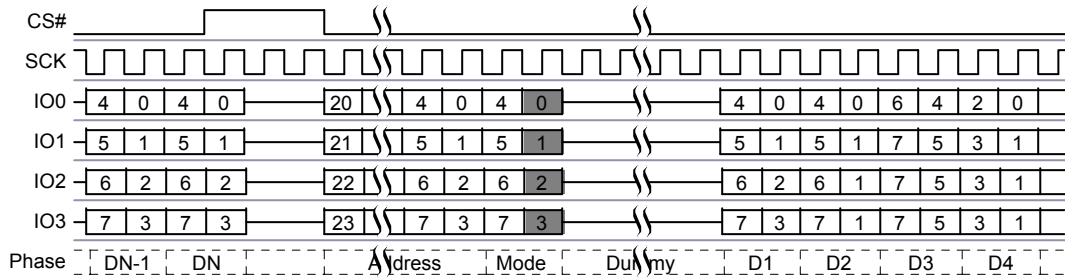 CS#
SCK
IO0 4 0 4 0 20 4 0 4 0 4 0 4 0 6 4 2 0
IO1 5 1 5 1 21 5 1 5 1 5 1 5 1 7 5 3 1
IO2 6 2 6 2 22 6 2 6 2 6 2 6 1 7 5 3 1
IO3 7 3 7 3 23 7 3 7 3 7 3 7 1 7 5 3 1
Phase DN-1 DN Address Mode Dummy D1 D2 D3 D4